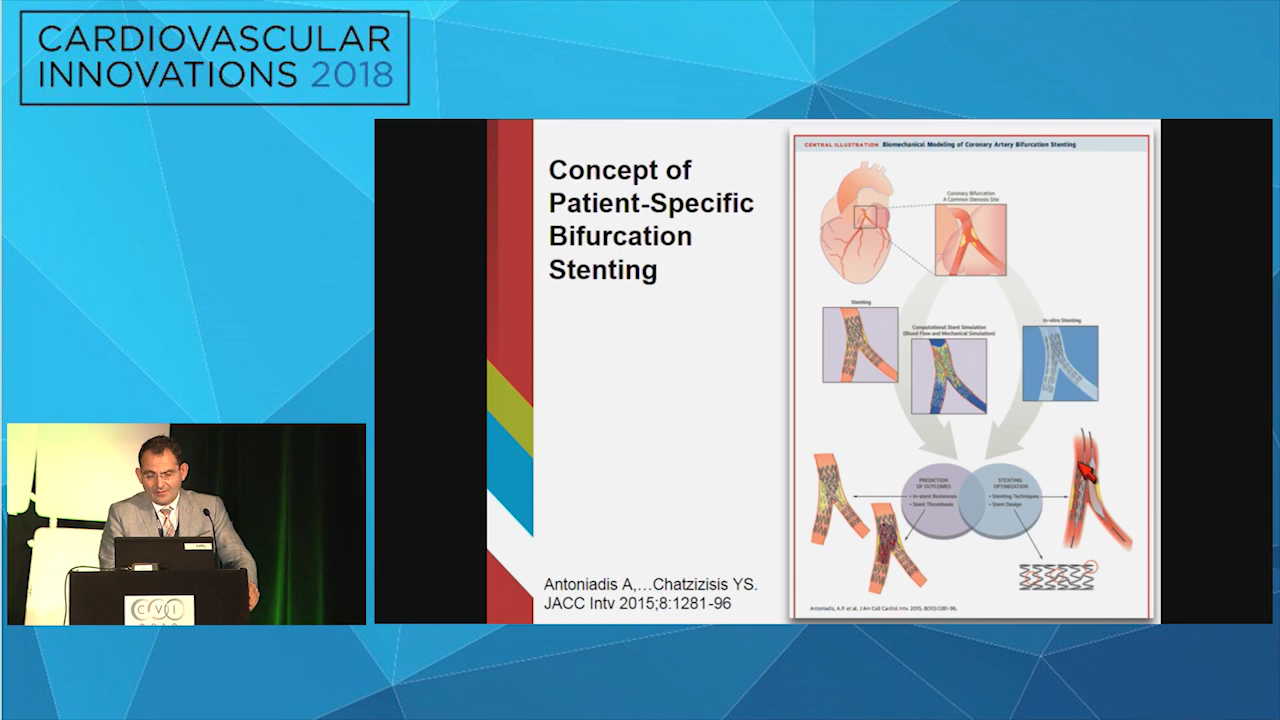 CARDIOVASCULAR
INNOVATIONS 2018
Concept of
Patient-Specific
Bifurcation
Stenting
Antoniadis A,...Chatzizisis YS.
JACC Intv 2015;8:1281-96
CENTRAL ILLUSTRATION Biomechanical Modeling of Coronary Artery Bifurcation Stenting
Coronary Bifurcation
A Common Stenosis Site
Stenting
Computational Stent Simulation
(Blood Flow and Mechanical Simulation)
In-vitro Stenting
PREDICTION
OF OUTCOMES
• In-stent Restenosis
• Stent Thrombosis
STENTING
OPTIMIZATION
• Stenting Techniques
• Stent Design
Antoniadis, A.P. et al. J Am Coll Cardiol Intv. 2015; 8(10):1281-96.
CVI